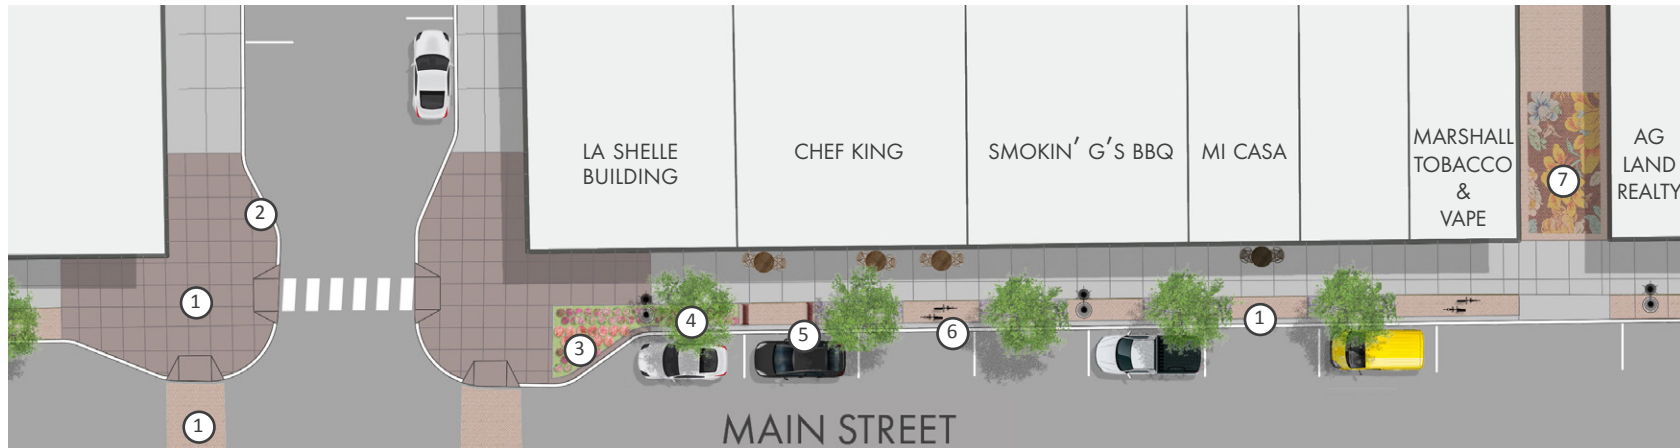 LA SHELLE
BUILDING
CHEF KING
SMOKIN' G'S BBQ
MI CASA
MARSHALL
TOBACCO
&
VAPE
AG
LAND
REALTY
7
2
1
3
4
5
6
1
1
MAIN STREET